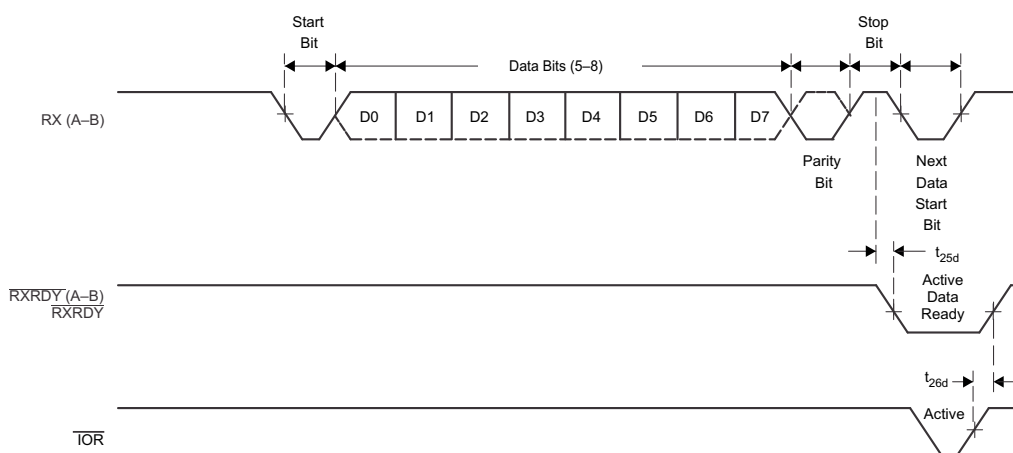 Start
Bit
Stop
Bit
Data Bits (5–8)
RX (A–B)
D0 D1 D2 D3 D4 D5 D6 D7
Parity
Bit
Next
Data
Start
Bit
t25d
RXRDY (A–B)
RXRDY
Active
Data
Ready
t26d
Active
IOR